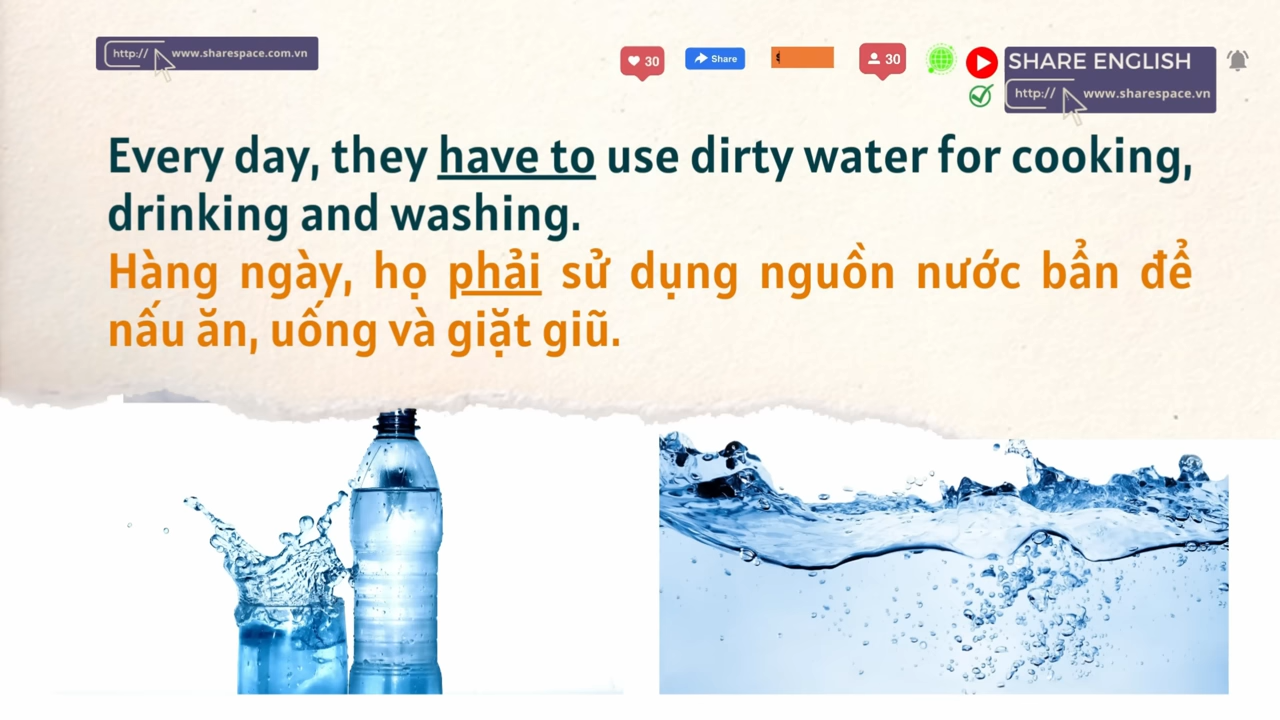 http:// www.sharespace.com.vn
30
Share
30
SHARE ENGLISH
http:// www.sharespace.vn
Every day, they have to use dirty water for cooking,
drinking and washing.
Hàng ngày, họ phải sử dụng nguồn nước bẩn để
nấu ăn, uống và giặt giũ.